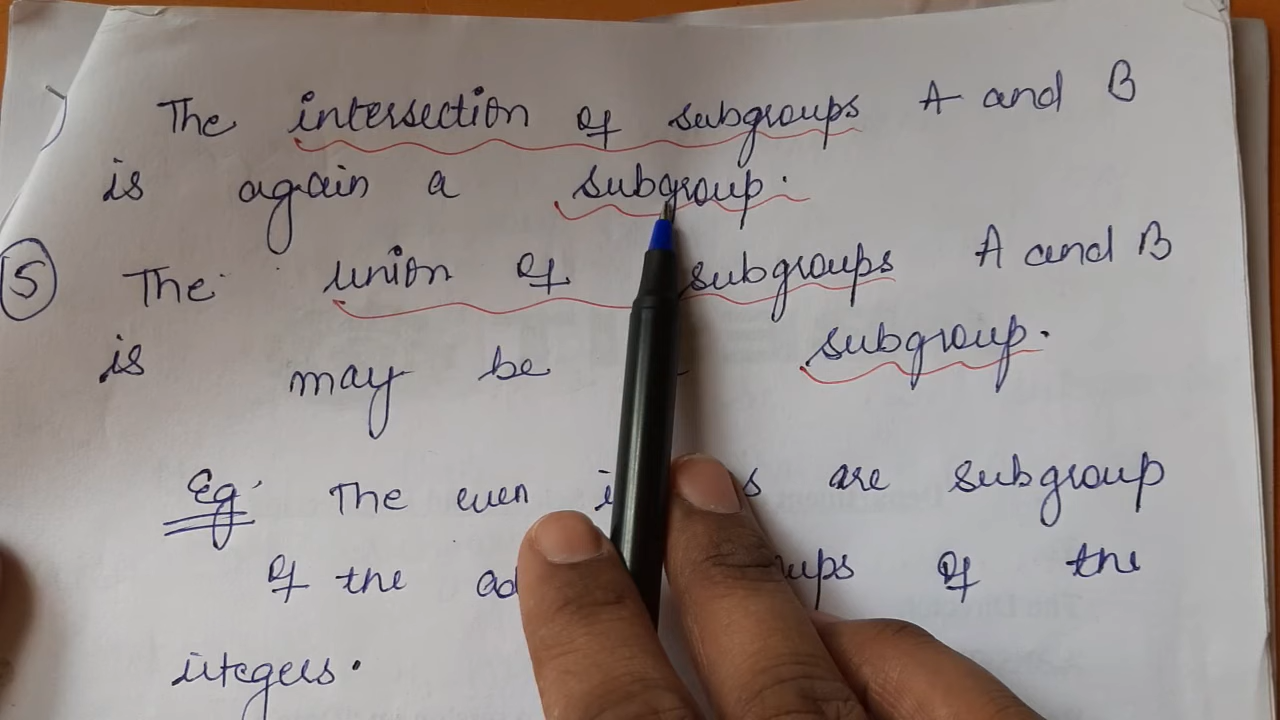 The intersection of subgroups A and B
is again a subgroup.
5 The union of subgroups A and B
is may be subgroup.
Eg: The even are subgroup
of the of the
integers.